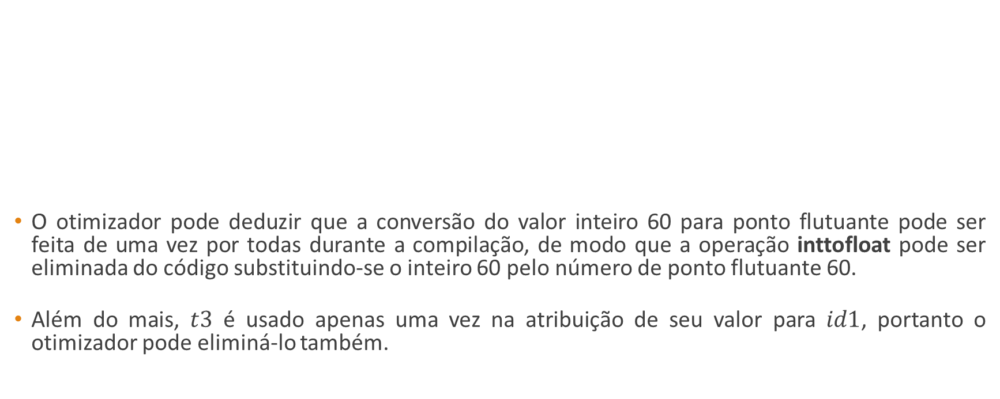 • O otimizador pode deduzir que a conversão do valor inteiro 60 para ponto flutuante pode ser
feita de uma vez por todas durante a compilação, de modo que a operação inttofloat pode ser
eliminada do código substituindo-se o inteiro 60 pelo número de ponto flutuante 60.
• Além do mais, t3 é usado apenas uma vez na atribuição de seu valor para id1, portanto o
otimizador pode eliminá-lo também.